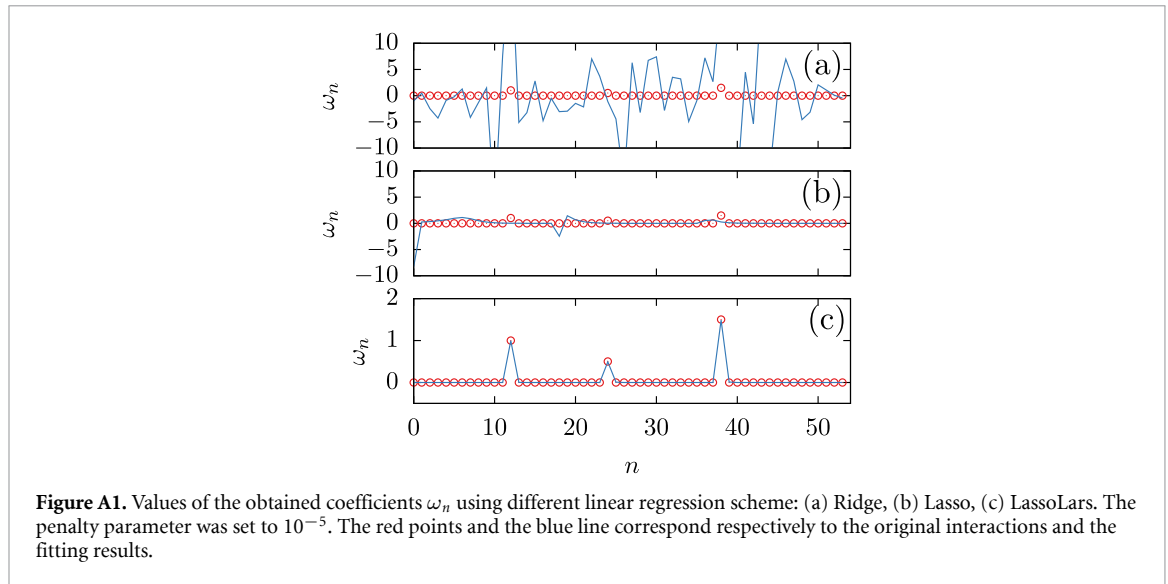 10
5
0
−5
−10
ωn
(a)
10
5
0
−5
−10
ωn
(b)
2
1
0
ωn
(c)
0 10 20 30 40 50
n
Figure A1. Values of the obtained coefficients ωn using different linear regression scheme: (a) Ridge, (b) Lasso, (c) LassoLars. The
penalty parameter was set to 10−5. The red points and the blue line correspond respectively to the original interactions and the
fitting results.